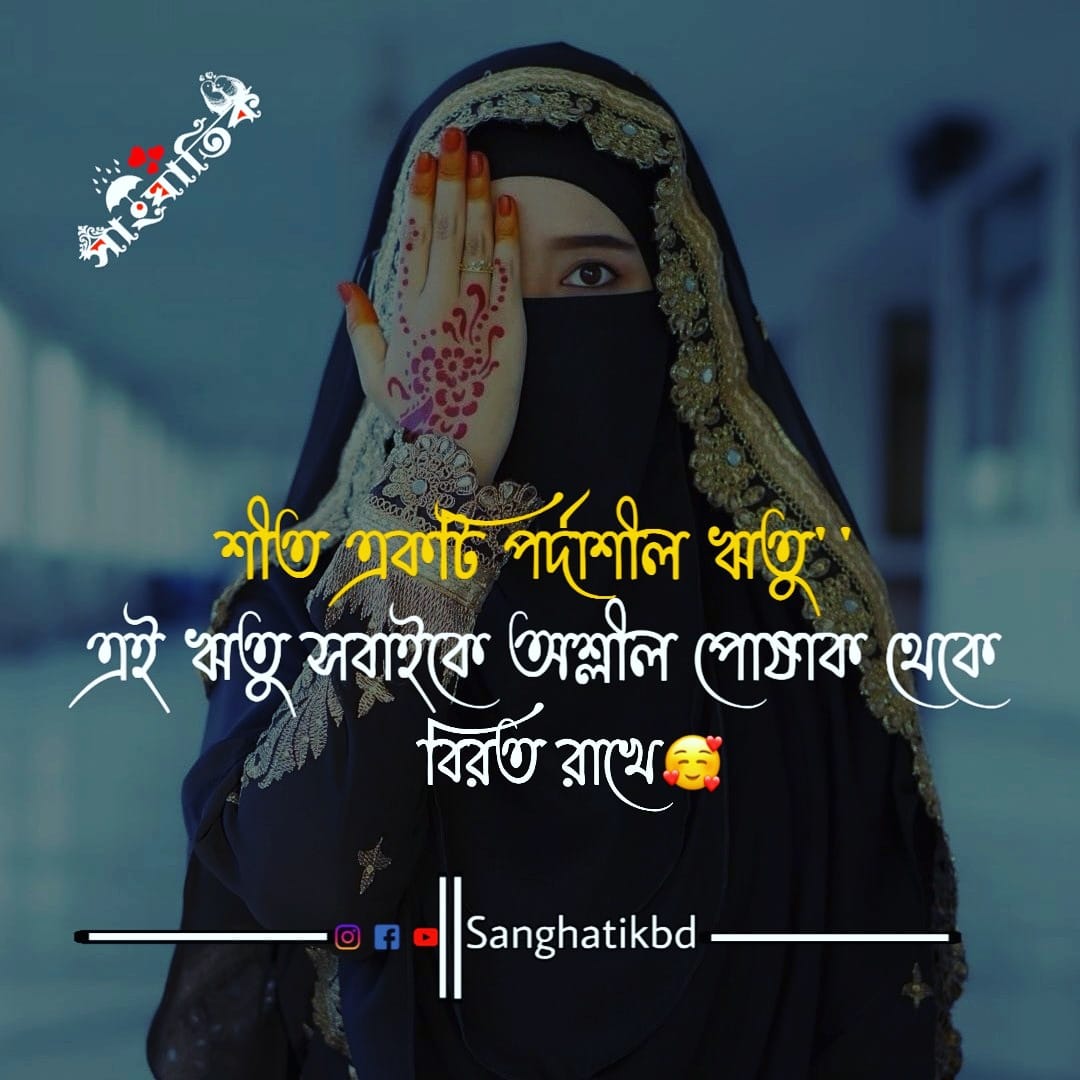 সাংঘাতিক
শীত একটি পর্দাশীল ঋতু''
এই ঋতু সবাইকে অশ্লীল পোষাক থেকে
বিরত রাখে🥰
Sanghatikbd